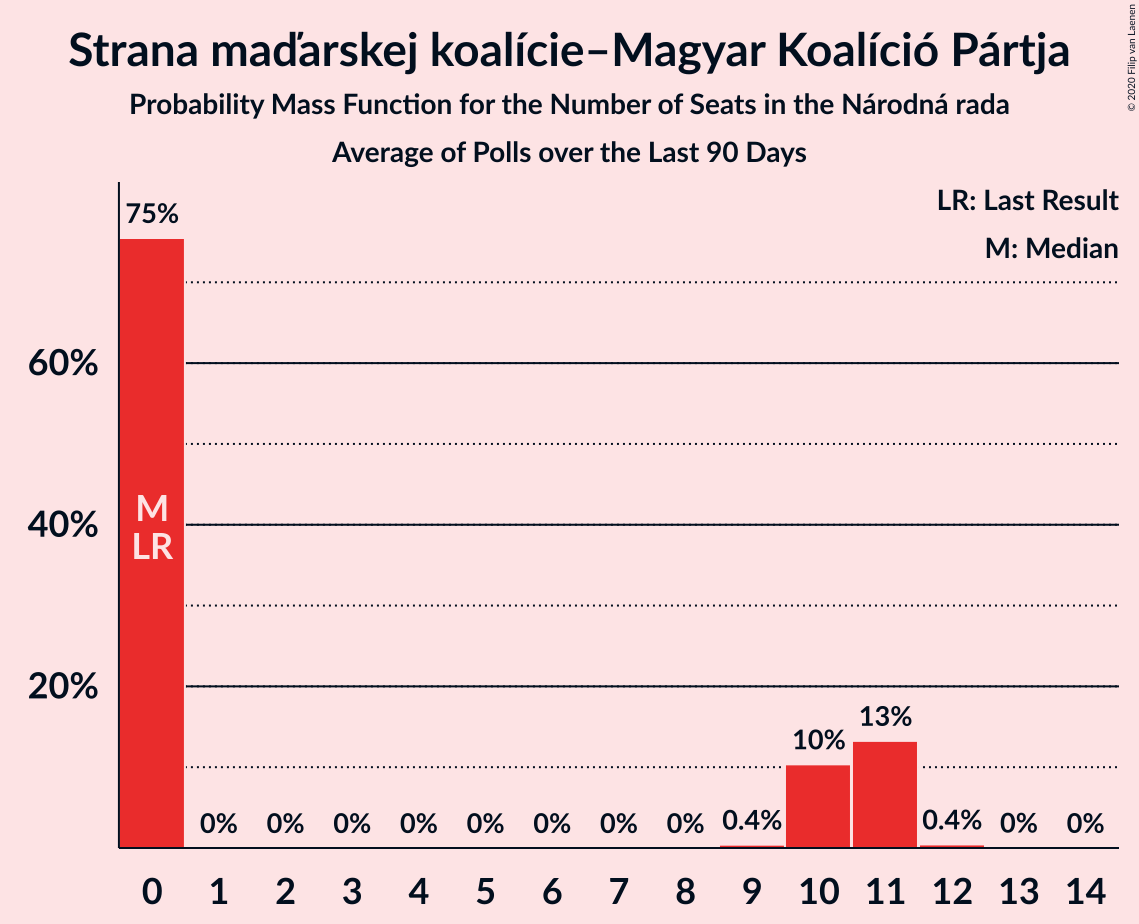 Strana maďarskej koalície–Magyar Koalíció Pártja
Probability Mass Function for the Number of Seats in the Národná rada
Average of Polls over the Last 90 Days
© 2020 Filip van Laenen
LR: Last Result
M: Median
75%
60%
40%
20%
M
LR
0% 0% 0% 0% 0% 0% 0% 0% 0.4% 10% 13% 0.4% 0% 0%
0 1 2 3 4 5 6 7 8 9 10 11 12 13 14